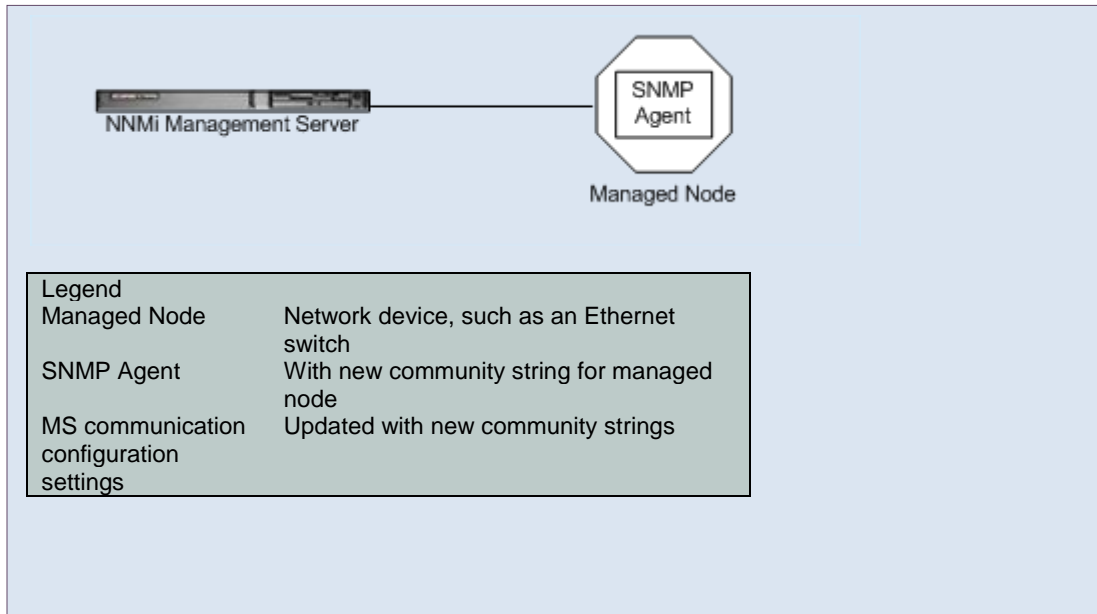 SNMP
Agent
NNMi Management Server
Managed Node
Legend
Managed Node Network device, such as an Ethernet
switch
SNMP Agent With new community string for managed
node
MS communication Updated with new community strings
configuration
settings